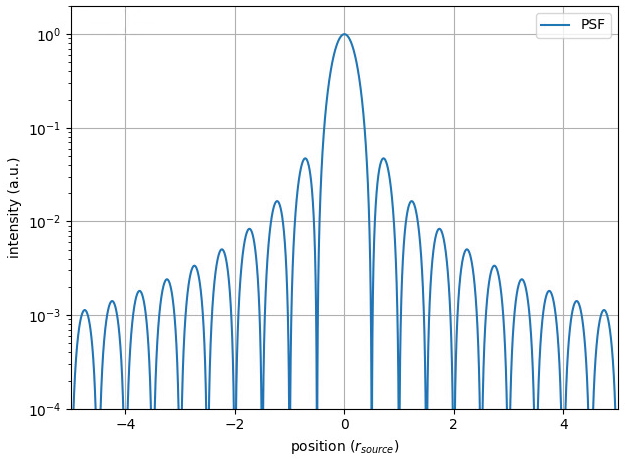 PSF
intensity (a.u.)
10⁰
10⁻¹
10⁻²
10⁻³
10⁻⁴
−4 −2 0 2 4
position (r_source)